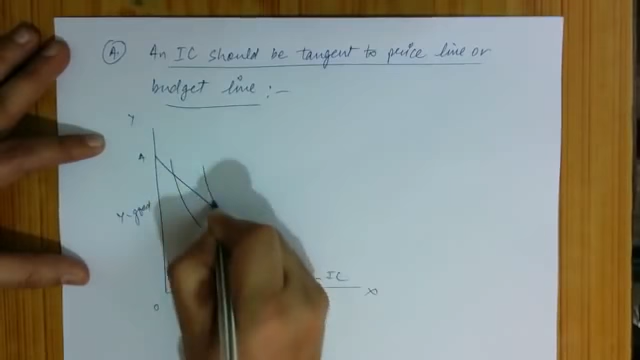 (A) An IC should be tangent to price line or
budget line :-
Y
A
Y-good
IC
X
O